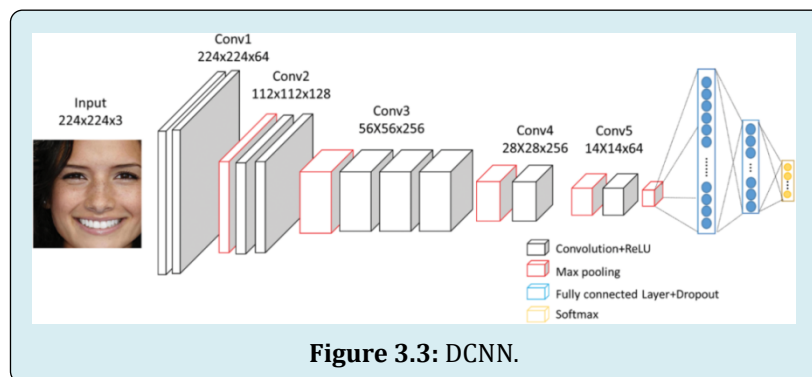 Conv1
224x224x64
Conv2
112x112x128
Input
224x224x3
Conv3
56X56x256
Conv4
28X28x256
Conv5
14X14x64
Convolution+ReLU
Max pooling
Fully connected Layer+Dropout
Softmax
Figure 3.3: DCNN.